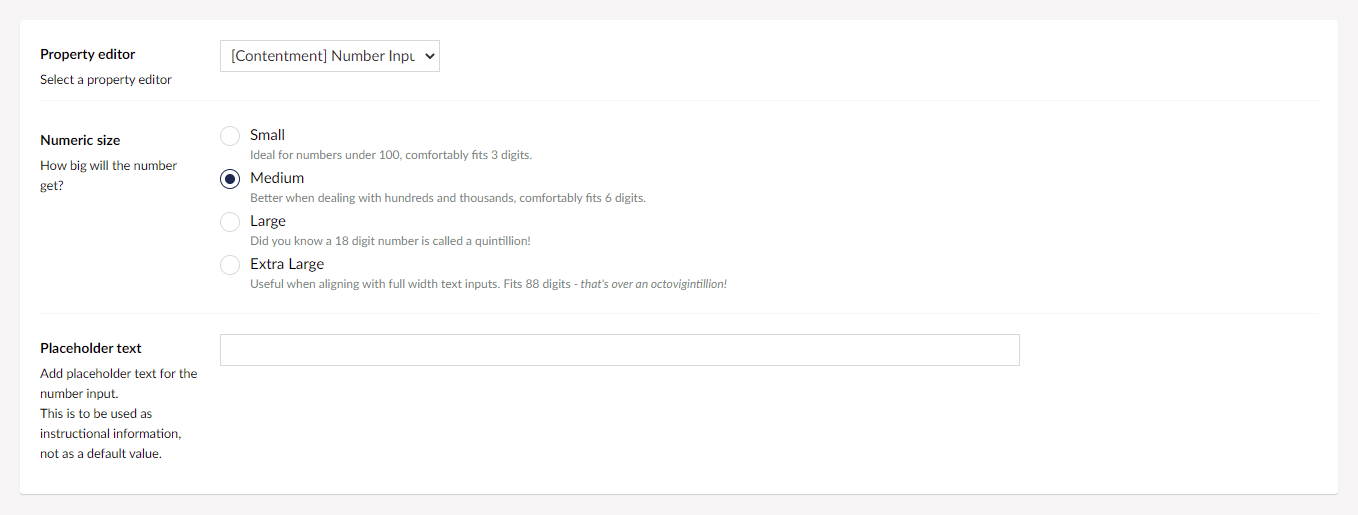 Property editor
[Contentment] Number Inpu
Select a property editor
Numeric size
How big will the number
get?
Small
Ideal for numbers under 100, comfortably fits 3 digits.
Medium
Better when dealing with hundreds and thousands, comfortably fits 6 digits.
Large
Did you know a 18 digit number is called a quintillion!
Extra Large
Useful when aligning with full width text inputs. Fits 88 digits - that's over an octovigintillion!
Placeholder text
Add placeholder text for the
number input.
This is to be used as
instructional information,
not as a default value.